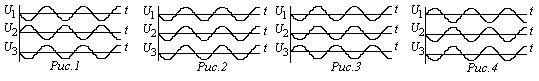 U1 t U1 t U1 t U1 t
U2 U2 U2 U2
U3 U3 U3 U3
Рис.1 Рис.2 Рис.3 Рис.4